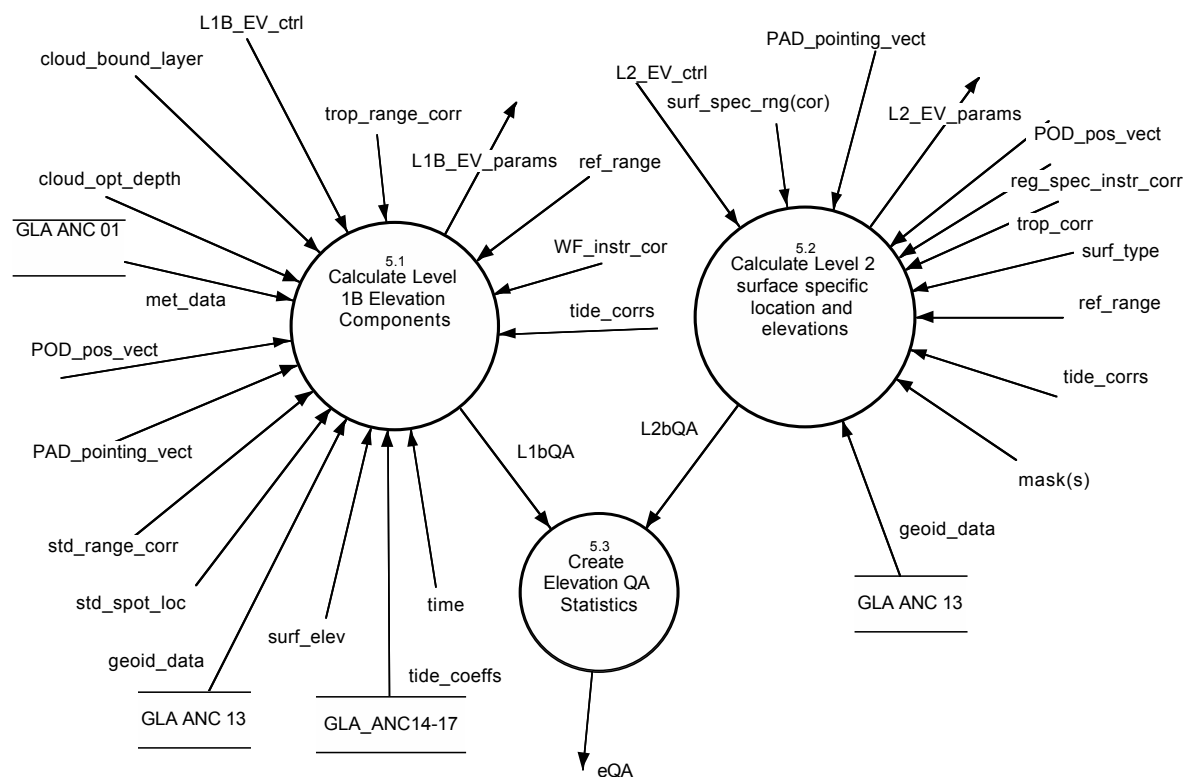 L1B_EV_ctrl
cloud_bound_layer
trop_range_corr
L1B_EV_params
ref_range
cloud_opt_depth
GLA ANC 01
met_data
WF_instr_cor
tide_corrs
POD_pos_vect
PAD_pointing_vect
std_range_corr
std_spot_loc
geoid_data
GLA ANC 13
surf_elev
tide_coeffs
GLA_ANC14-17
time
5.1
Calculate Level
1B Elevation
Components
L1bQA
PAD_pointing_vect
L2_EV_ctrl
surf_spec_rng(cor)
L2_EV_params
POD_pos_vect
reg_spec_instr_corr
trop_corr
surf_type
ref_range
tide_corrs
mask(s)
geoid_data
GLA ANC 13
5.2
Calculate Level 2
surface specific
location and
elevations
L2bQA
5.3
Create
Elevation QA
Statistics
eQA